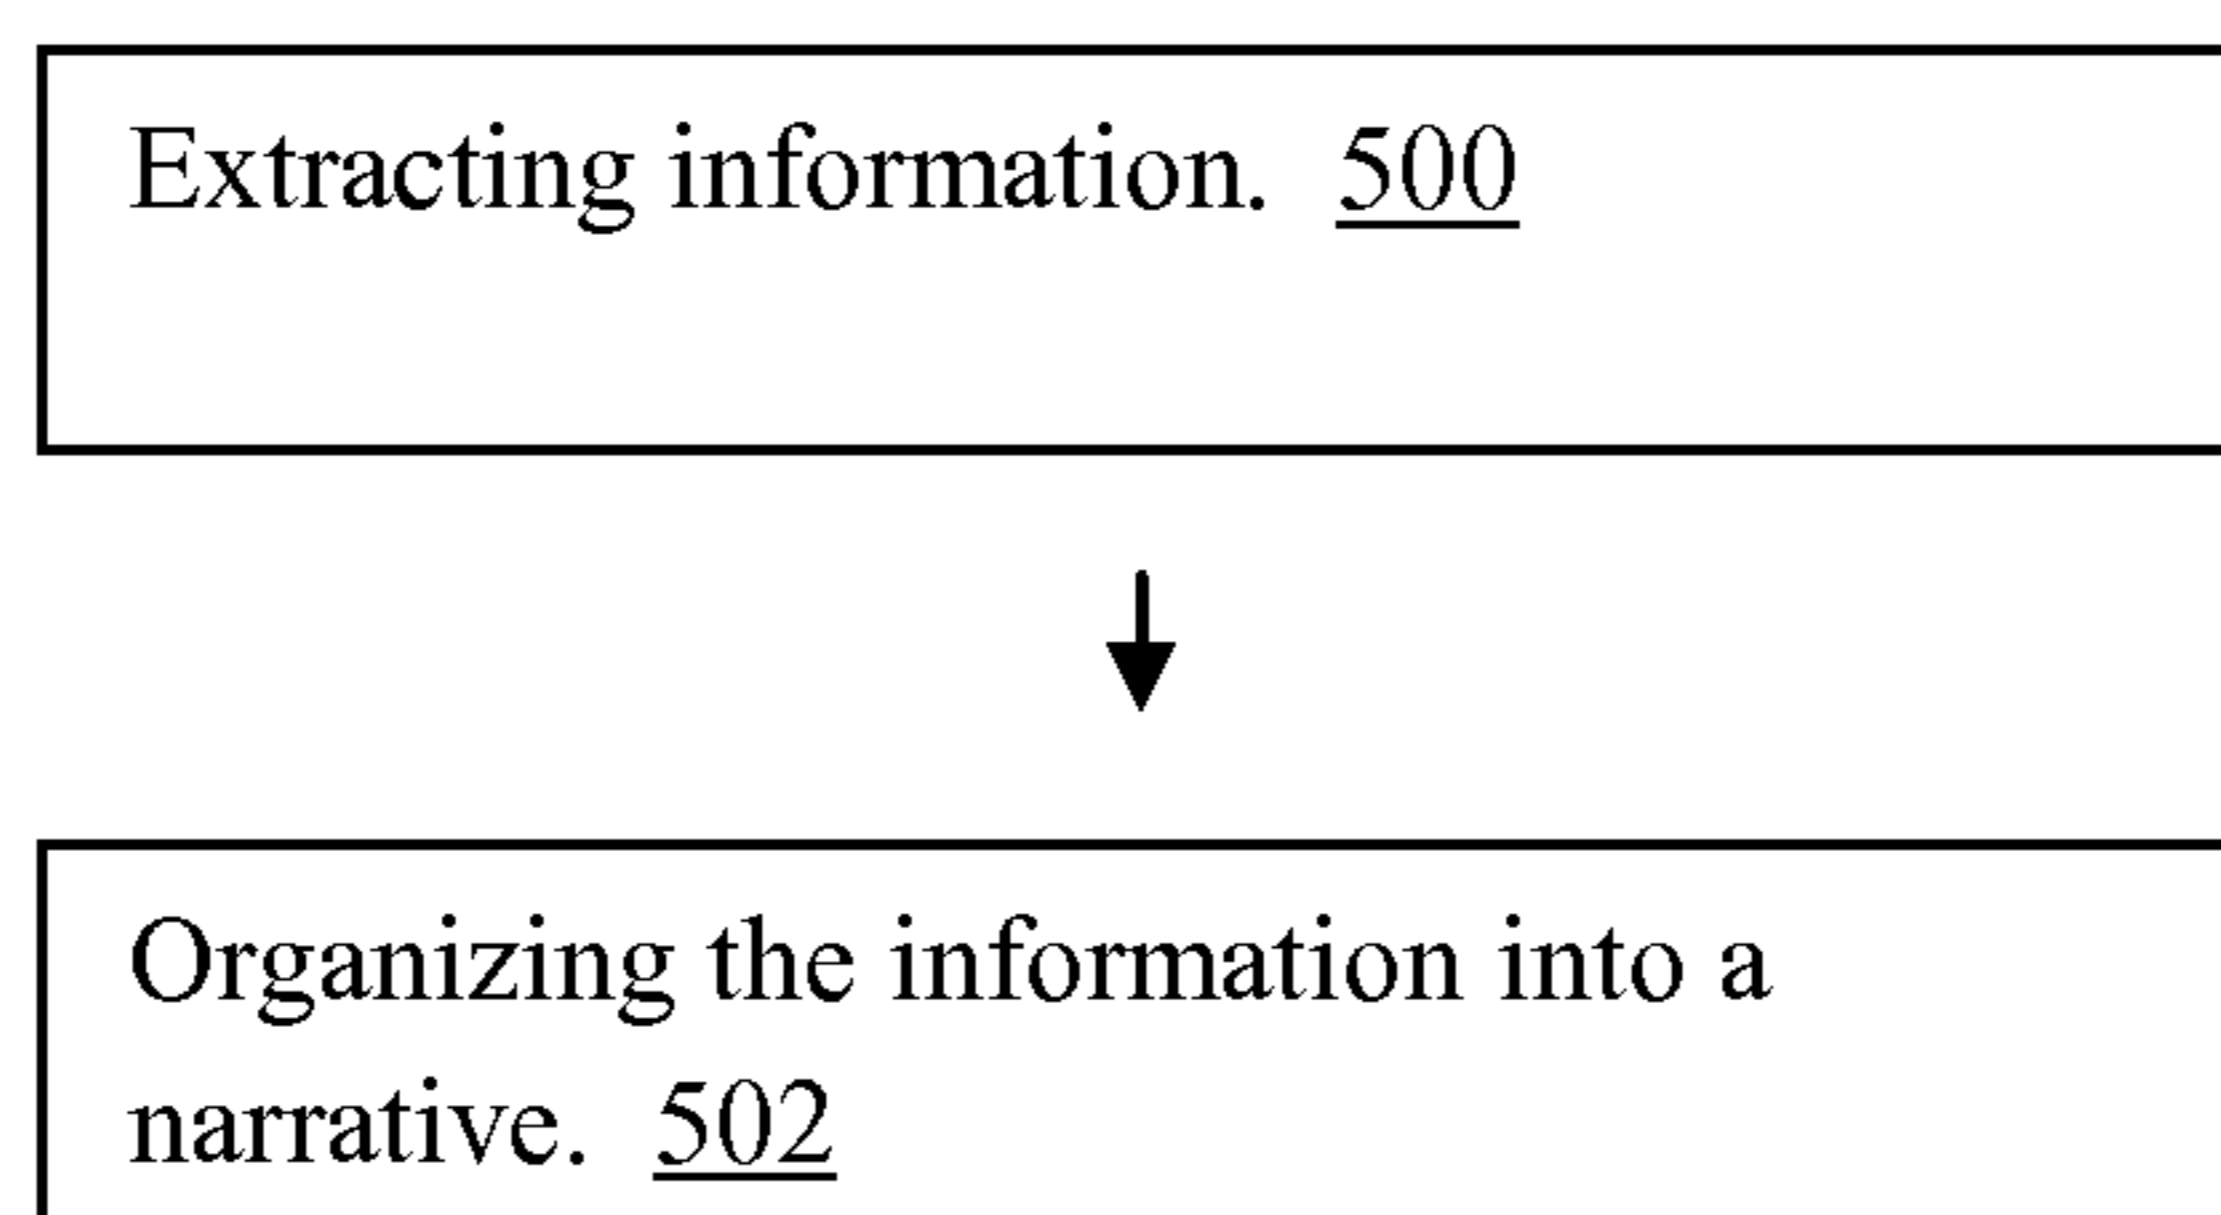 Extracting information. 500
Organizing the information into a
narrative. 502